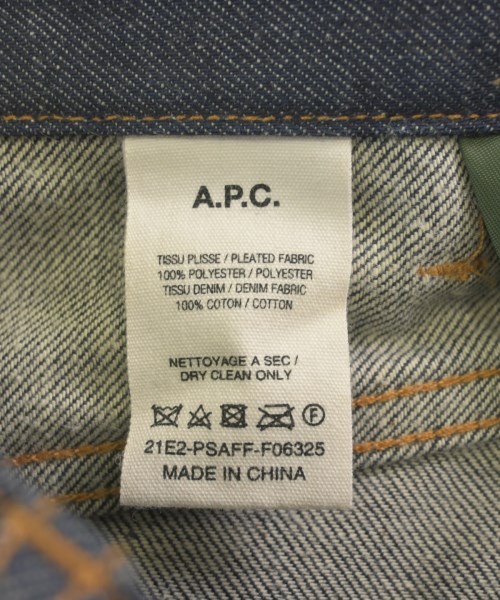 A.P.C.
TISSU PLISSE / PLEATED FABRIC
100% POLYESTER / POLYESTER
TISSU DENIM / DENIM FABRIC
100% COTON / COTTON
NETTOYAGE A SEC /
DRY CLEAN ONLY
F
21E2-PSAFF-F06325
MADE IN CHINA